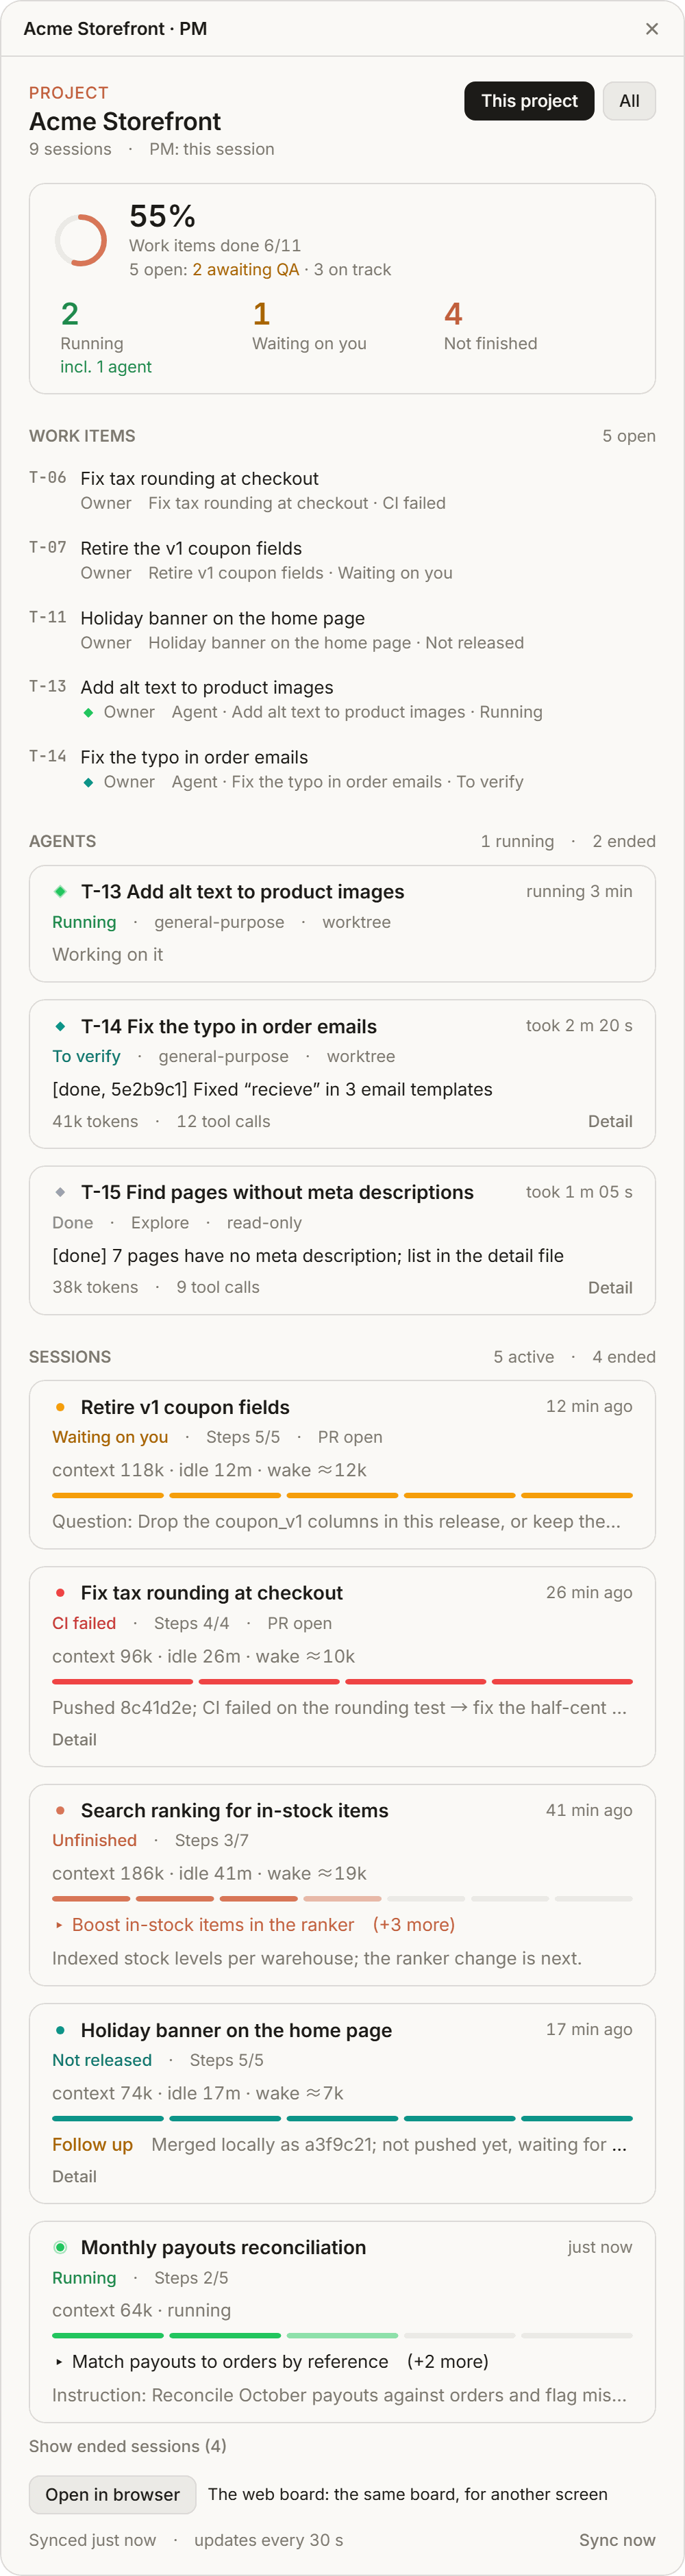 Acme Storefront · PM
×
PROJECT
Acme Storefront
9 sessions · PM: this session
This project
All
55%
Work items done 6/11
5 open: 2 awaiting QA · 3 on track
2
Running
incl. 1 agent
1
Waiting on you
4
Not finished
WORK ITEMS
5 open
T-06 Fix tax rounding at checkout
Owner Fix tax rounding at checkout · CI failed
T-07 Retire the v1 coupon fields
Owner Retire v1 coupon fields · Waiting on you
T-11 Holiday banner on the home page
Owner Holiday banner on the home page · Not released
T-13 Add alt text to product images
Owner Agent · Add alt text to product images · Running
T-14 Fix the typo in order emails
Owner Agent · Fix the typo in order emails · To verify
AGENTS
1 running · 2 ended
T-13 Add alt text to product images
running 3 min
Running · general-purpose · worktree
Working on it
T-14 Fix the typo in order emails
took 2 m 20 s
To verify · general-purpose · worktree
[done, 5e2b9c1] Fixed “recieve” in 3 email templates
41k tokens · 12 tool calls
Detail
T-15 Find pages without meta descriptions
took 1 m 05 s
Done · Explore · read-only
[done] 7 pages have no meta description; list in the detail file
38k tokens · 9 tool calls
Detail
SESSIONS
5 active · 4 ended
Retire v1 coupon fields
12 min ago
Waiting on you · Steps 5/5 · PR open
context 118k · idle 12m · wake ≈12k
Question: Drop the coupon_v1 columns in this release, or keep the…
Fix tax rounding at checkout
26 min ago
CI failed · Steps 4/4 · PR open
context 96k · idle 26m · wake ≈10k
Pushed 8c41d2e; CI failed on the rounding test → fix the half-cent …
Detail
Search ranking for in-stock items
41 min ago
Unfinished · Steps 3/7
context 186k · idle 41m · wake ≈19k
‣ Boost in-stock items in the ranker (+3 more)
Indexed stock levels per warehouse; the ranker change is next.
Holiday banner on the home page
17 min ago
Not released · Steps 5/5
context 74k · idle 17m · wake ≈7k
Follow up Merged locally as a3f9c21; not pushed yet, waiting for …
Detail
Monthly payouts reconciliation
just now
Running · Steps 2/5
context 64k · running
‣ Match payouts to orders by reference (+2 more)
Instruction: Reconcile October payouts against orders and flag mis…
Show ended sessions (4)
Open in browser
The web board: the same board, for another screen
Synced just now · updates every 30 s
Sync now